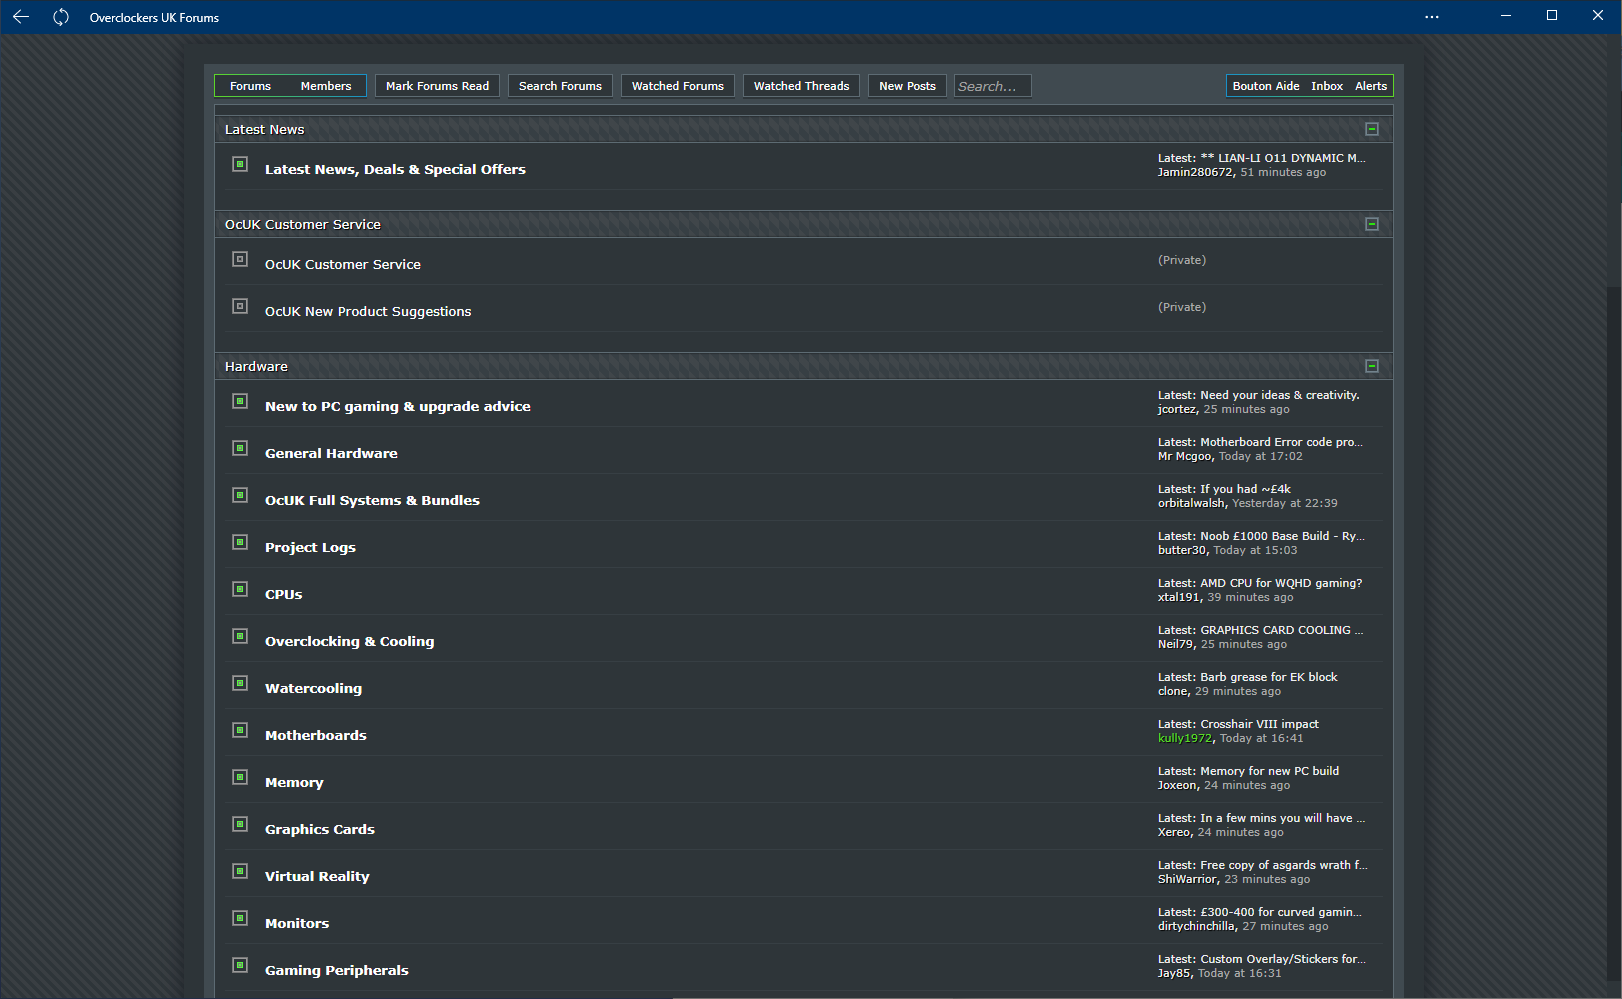 Overclockers UK Forums
Forums Members Mark Forums Read Search Forums Watched Forums Watched Threads New Posts Search... Bouton Aide Inbox Alerts
Latest News
Latest News, Deals & Special Offers
Latest: ** LIAN-LI O11 DYNAMIC M...
Jamin280672, 51 minutes ago
OcUK Customer Service
OcUK Customer Service
(Private)
OcUK New Product Suggestions
(Private)
Hardware
New to PC gaming & upgrade advice
Latest: Need your ideas & creativity.
jcortez, 25 minutes ago
General Hardware
Latest: Motherboard Error code pro...
Mr Mcgoo, Today at 17:02
OcUK Full Systems & Bundles
Latest: If you had ~£4k
orbitalwalsh, Yesterday at 22:39
Project Logs
Latest: Noob £1000 Base Build - Ry...
butter30, Today at 15:03
CPUs
Latest: AMD CPU for WQHD gaming?
xtal191, 39 minutes ago
Overclocking & Cooling
Latest: GRAPHICS CARD COOLING ...
Neil79, 25 minutes ago
Watercooling
Latest: Barb grease for EK block
clone, 29 minutes ago
Motherboards
Latest: Crosshair VIII impact
kully1972, Today at 16:41
Memory
Latest: Memory for new PC build
Joxeon, 24 minutes ago
Graphics Cards
Latest: In a few mins you will have ...
Xereo, 24 minutes ago
Virtual Reality
Latest: Free copy of asgards wrath f...
ShiWarrior, 23 minutes ago
Monitors
Latest: £300-400 for curved gamin...
dirtychinchilla, 27 minutes ago
Gaming Peripherals
Latest: Custom Overlay/Stickers for...
Jay85, Today at 16:31